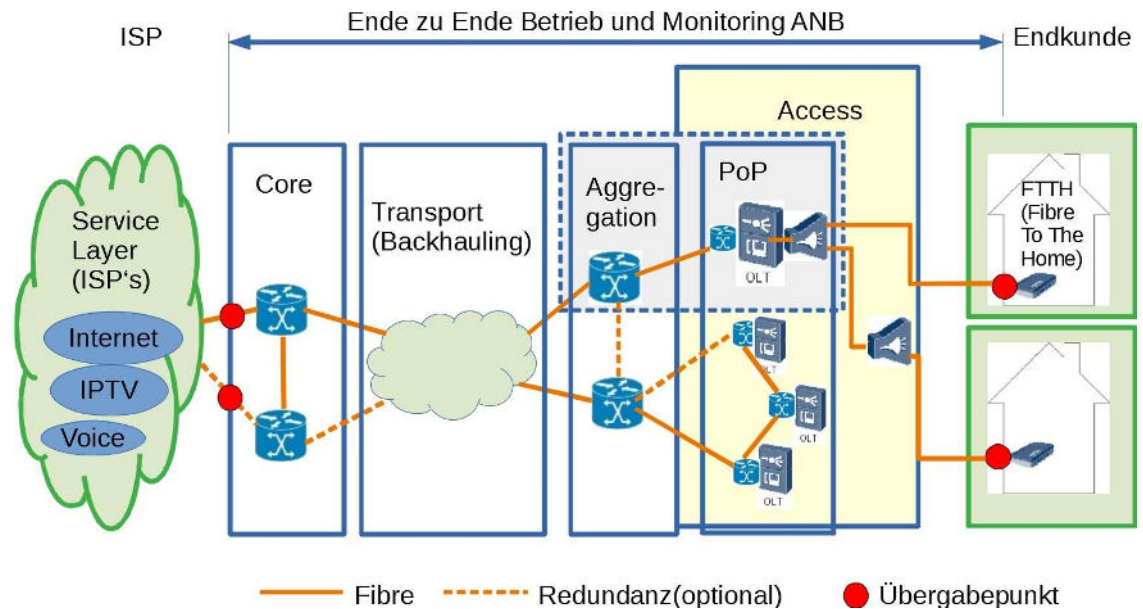 Ende zu Ende Betrieb und Monitoring ANB
ISP
Endkunde
Access
Core
Transport
(Backhauling)
Aggre-
gation
PoP
OLT
Service
Layer
(ISP's)
Internet
IPTV
Voice
FTTH
(Fibre
To The
Home)
OLT
OLT
OLT
Fibre
Redundanz(optional)
Übergabepunkt